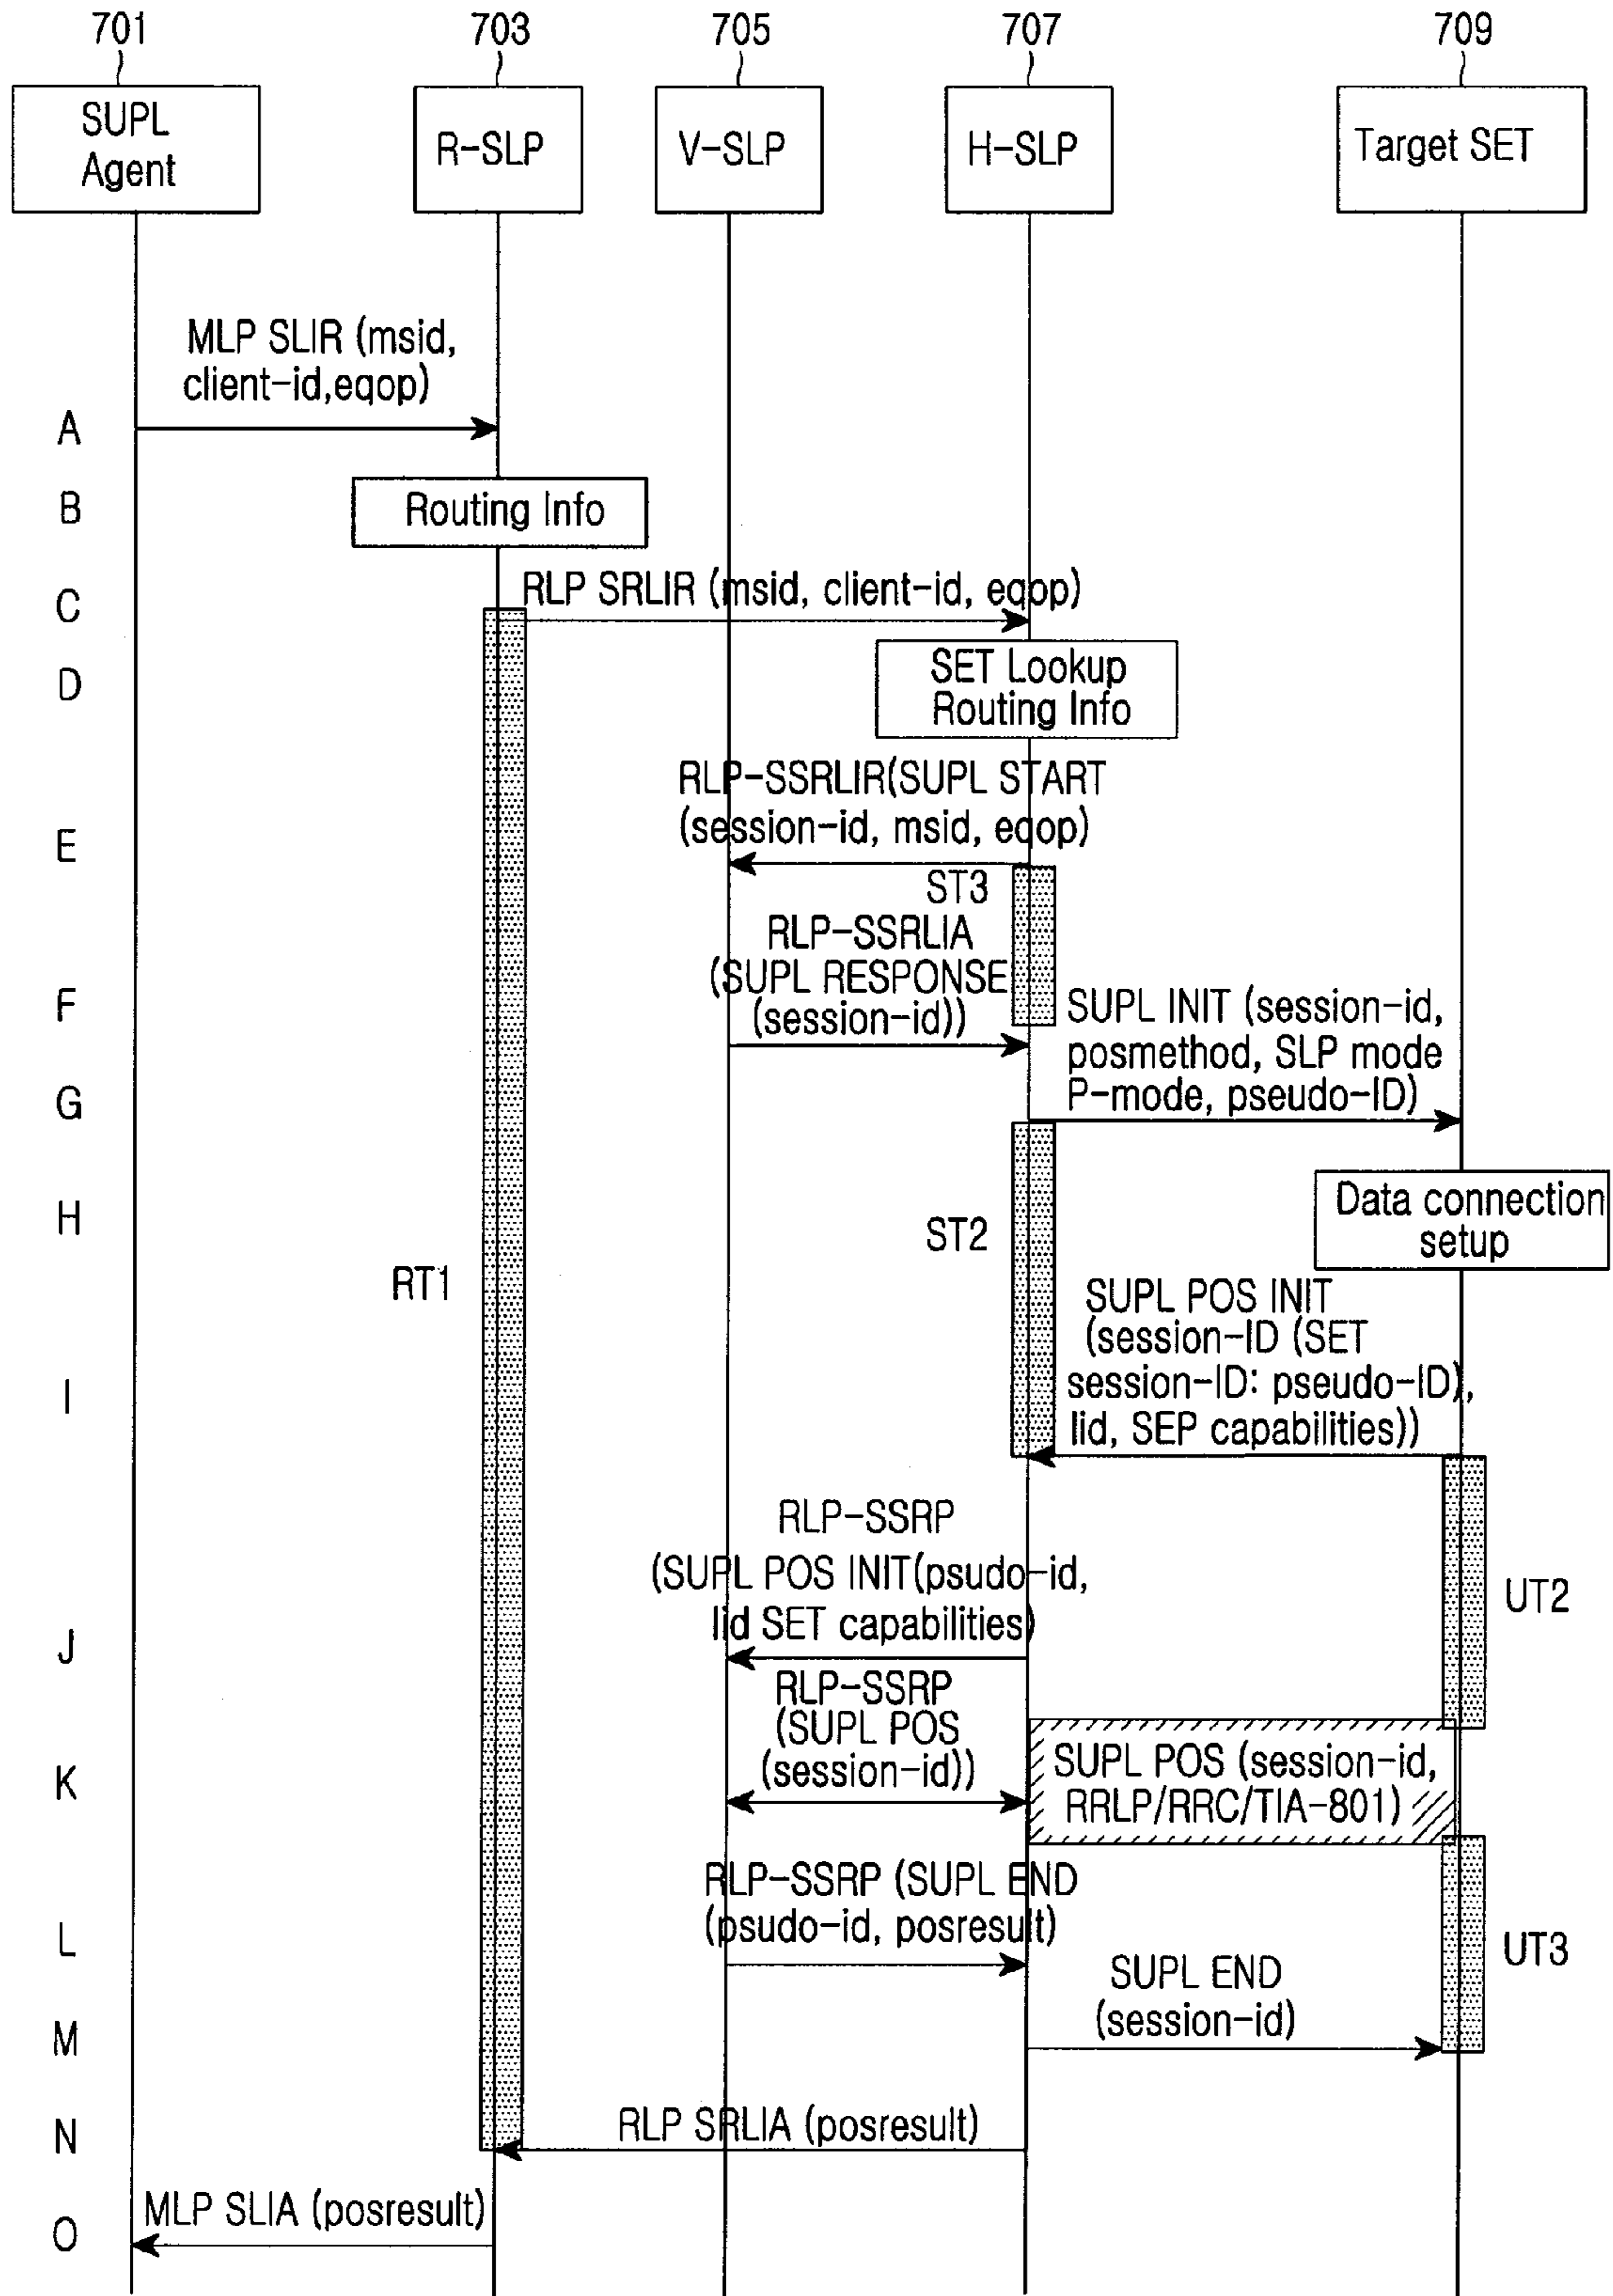 701
703
705
707
709
SUPL
Agent
R-SLP
V-SLP
H-SLP
Target SET
MLP SLIR (msid,
client-id,eqop)
A
B
Routing Info
C
RLP SRLIR (msid, client-id, eqop)
D
SET Lookup
Routing Info
RLP-SSRLIR(SUPL START
(session-id, msid, eqop)
E
ST3
RLP-SSRLIA
(SUPL RESPONSE
(session-id))
F
SUPL INIT (session-id,
posmethod, SLP mode
P-mode, pseudo-ID)
G
H
Data connection
setup
ST2
RT1
SUPL POS INIT
(session-ID (SET
session-ID: pseudo-ID),
lid, SEP capabilities))
I
RLP-SSRP
(SUPL POS INIT(psudo-id,
lid SET capabilities)
UT2
J
RLP-SSRP
(SUPL POS
(session-id))
K
SUPL POS (session-id,
RRLP/RRC/TIA-801)
RLP-SSRP (SUPL END
(psudo-id, posresult)
L
UT3
SUPL END
(session-id)
M
N
RLP SRLIA (posresult)
MLP SLIA (posresult)
O